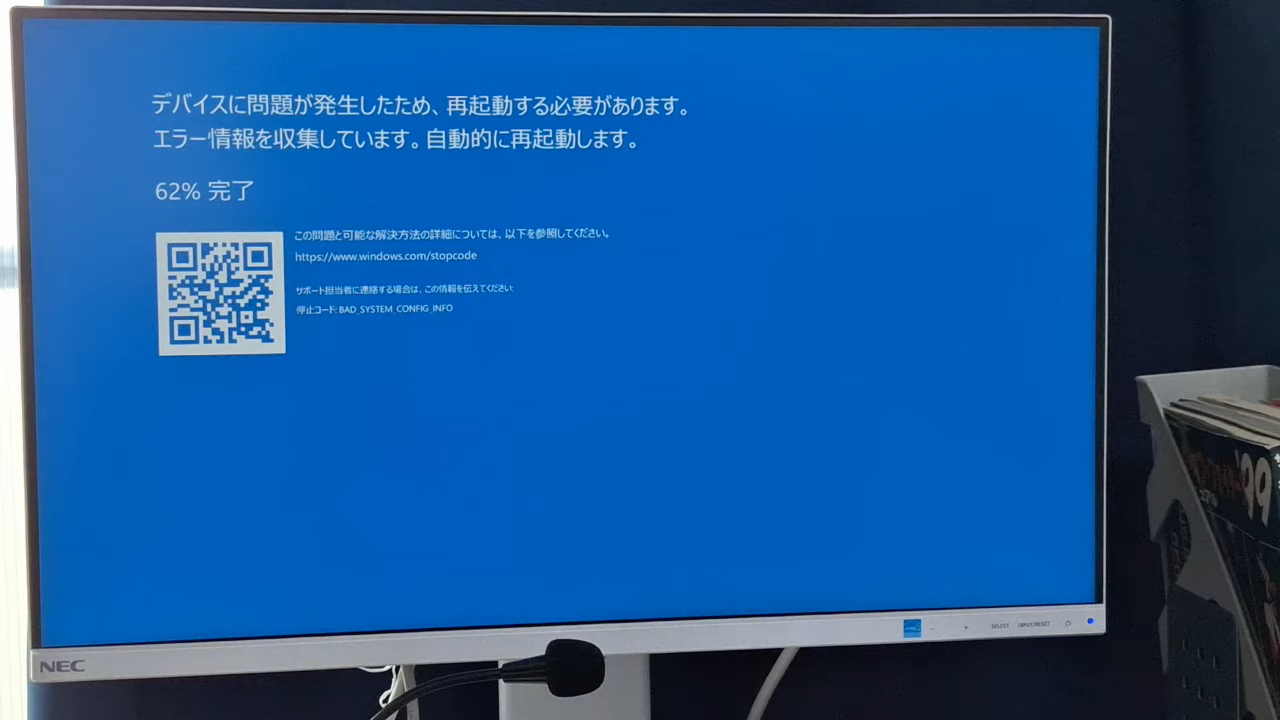 デバイスに問題が発生したため、再起動する必要があります。
エラー情報を収集しています。自動的に再起動します。
62% 完了
この問題と可能な解決方法の詳細については、以下を参照してください。
https://www.windows.com/stopcode
サポート担当者に連絡する場合は、この情報を伝えてください:
停止コード: BAD_SYSTEM_CONFIG_INFO
NEC
− + SELECT INPUT/RESET
'99